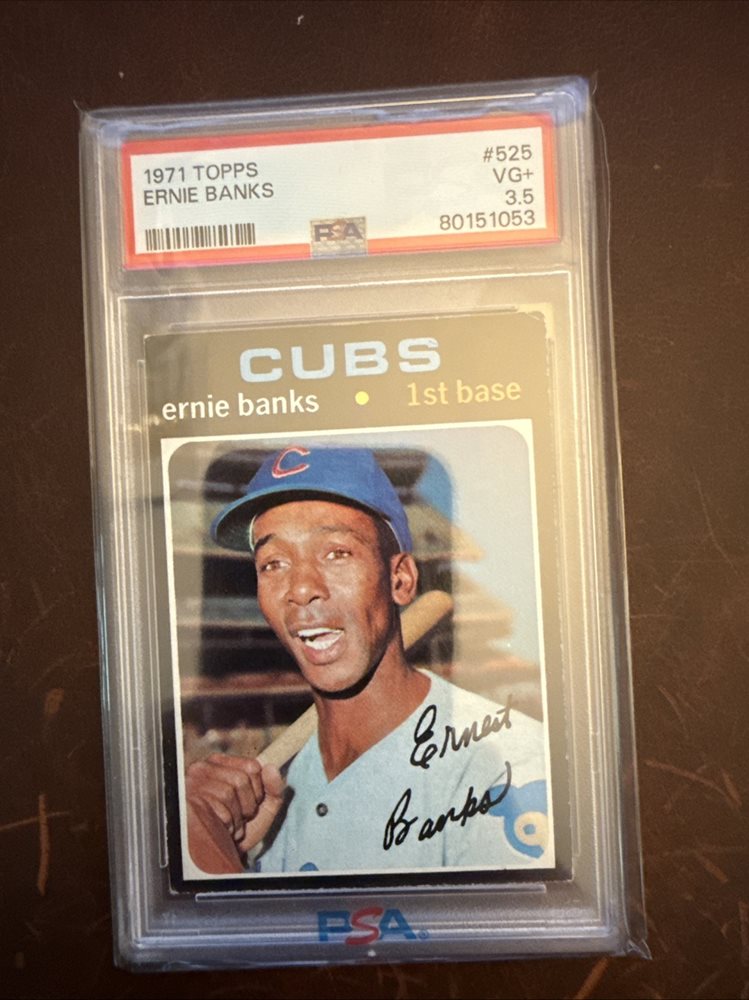 1971 TOPPS #525
ERNIE BANKS VG+
3.5
PSA 80151053
CUBS
ernie banks • 1st base
C
Ernest
Banks
PSA